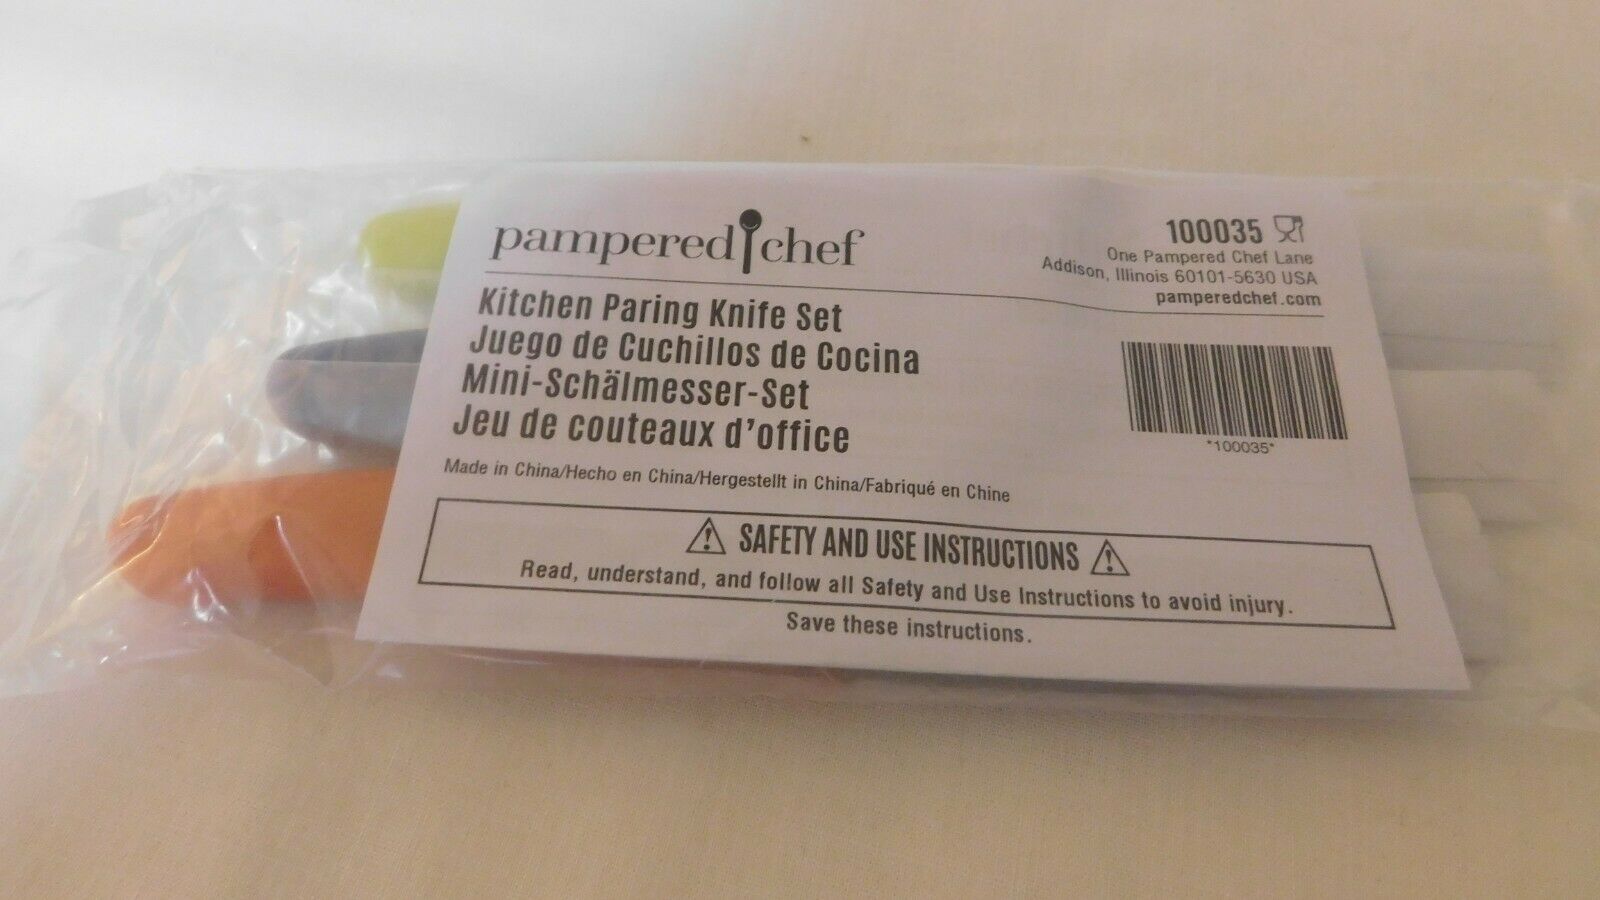 pampered chef
100035
One Pampered Chef Lane
Addison, Illinois 60101-5630 USA
pamperedchef.com
Kitchen Paring Knife Set
Juego de Cuchillos de Cocina
Mini-Schälmesser-Set
Jeu de couteaux d'office
*100035*
Made in China/Hecho en China/Hergestellt in China/Fabriqué en Chine
SAFETY AND USE INSTRUCTIONS
Read, understand, and follow all Safety and Use Instructions to avoid injury.
Save these instructions.